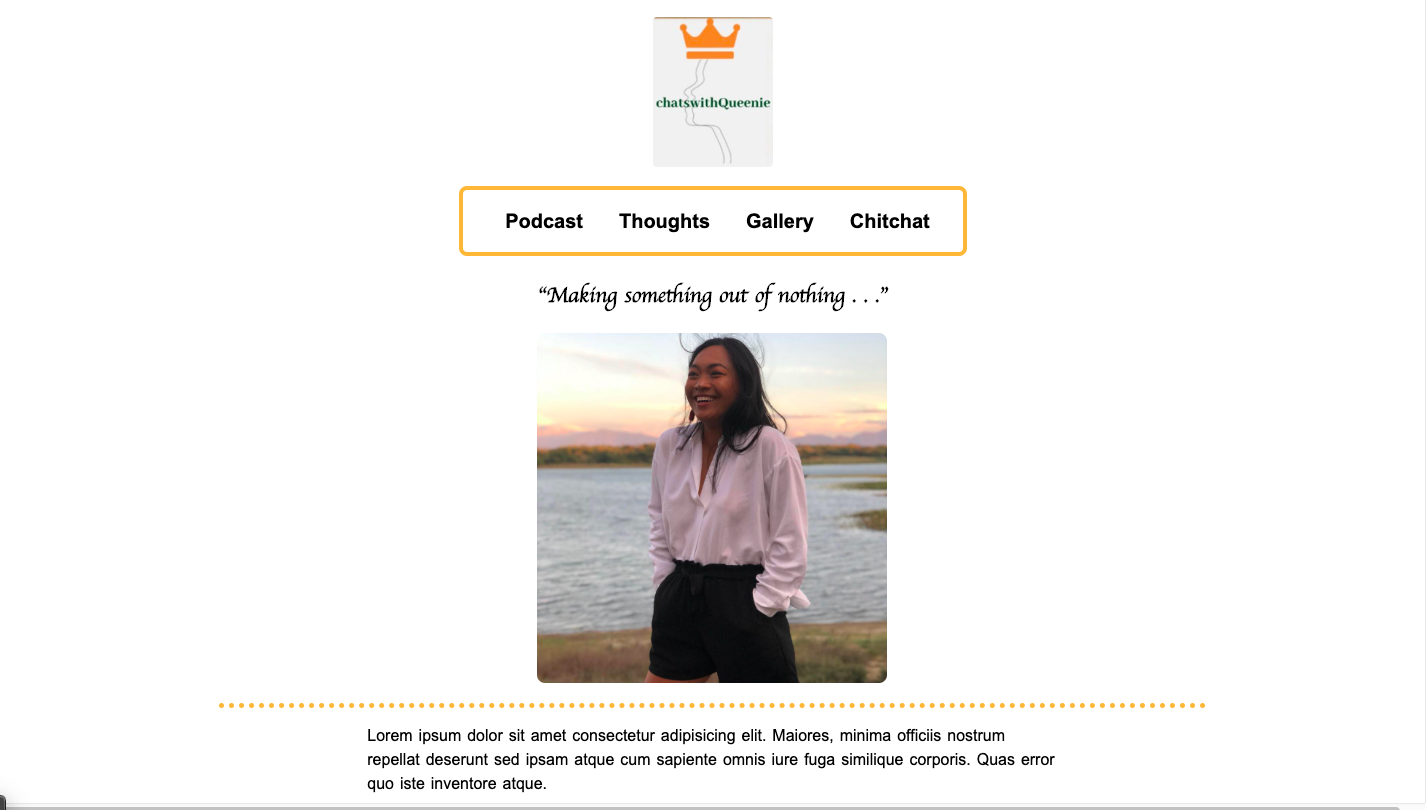 chatswithQueenie
Podcast Thoughts Gallery Chitchat
“Making something out of nothing . . .”
Lorem ipsum dolor sit amet consectetur adipisicing elit. Maiores, minima officiis nostrum
repellat deserunt sed ipsam atque cum sapiente omnis iure fuga similique corporis. Quas error
quo iste inventore atque.